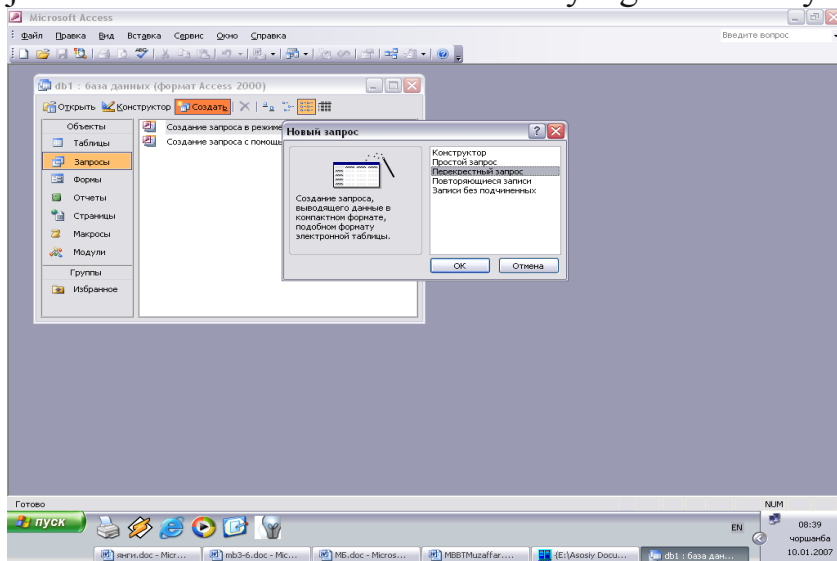 Microsoft Access
Файл Правка Вид Вставка Сервис Окно Справка
Введите вопрос
db1 : база данных (формат Access 2000)
Открыть Конструктор Создать
Объекты
Таблицы
Запросы
Формы
Отчеты
Страницы
Макросы
Модули
Группы
Избранное
Создание запроса в режиме
Создание запроса с помощь
Новый запрос
Создание запроса,
выводящего данные в
компактном формате,
подобном формату
электронной таблицы.
Конструктор
Простой запрос
Перекрестный запрос
Повторяющиеся записи
Записи без подчиненных
ОК Отмена
Готово
NUM
пуск
EN
08:39
чоршанба
10.01.2007
янги.doc - Micr...
mb3-6.doc - Mic...
МБ.doc - Micros...
MBBTMuzaffar....
{E:\Asosiy Docu...
db1 : база дан...